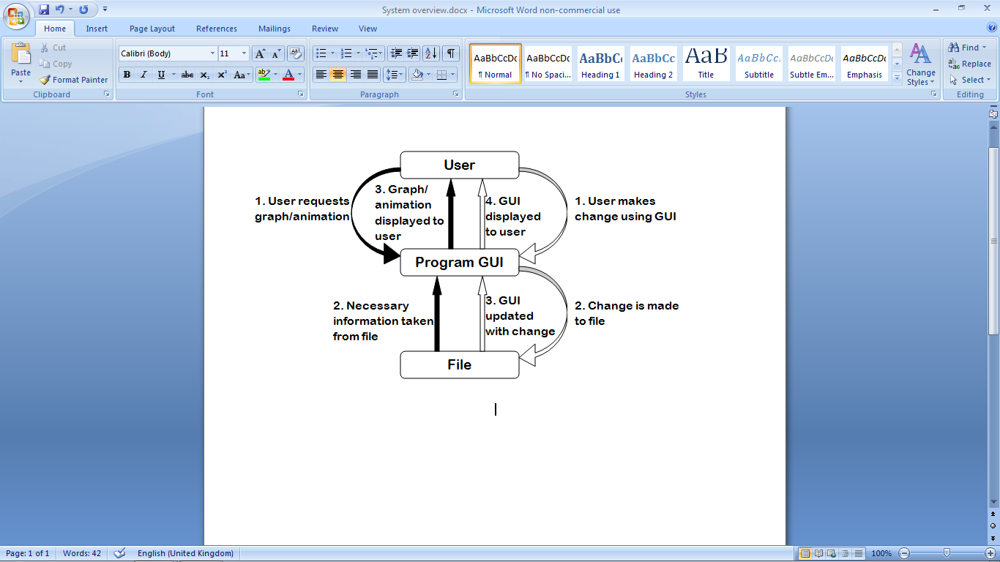 System overview.docx - Microsoft Word non-commercial use
Home Insert Page Layout References Mailings Review View
Paste
Cut
Copy
Format Painter
Clipboard
Calibri (Body) 11
B I U abc x₂ x² Aa
Font
Paragraph
AaBbCcDc AaBbCcDc AaBbCc AaBbCc AaB AaBbCc. AaBbCcDc AaBbCcDc
¶ Normal ¶ No Spaci... Heading 1 Heading 2 Title Subtitle Subtle Em... Emphasis
Change
Styles
Styles
Find
Replace
Select
Editing
User
1. User requests
graph/animation
3. Graph/
animation
displayed to
user
4. GUI
displayed
to user
1. User makes
change using GUI
Program GUI
2. Necessary
information taken
from file
3. GUI
updated
with change
2. Change is made
to file
File
Page: 1 of 1 Words: 42 English (United Kingdom) 100%